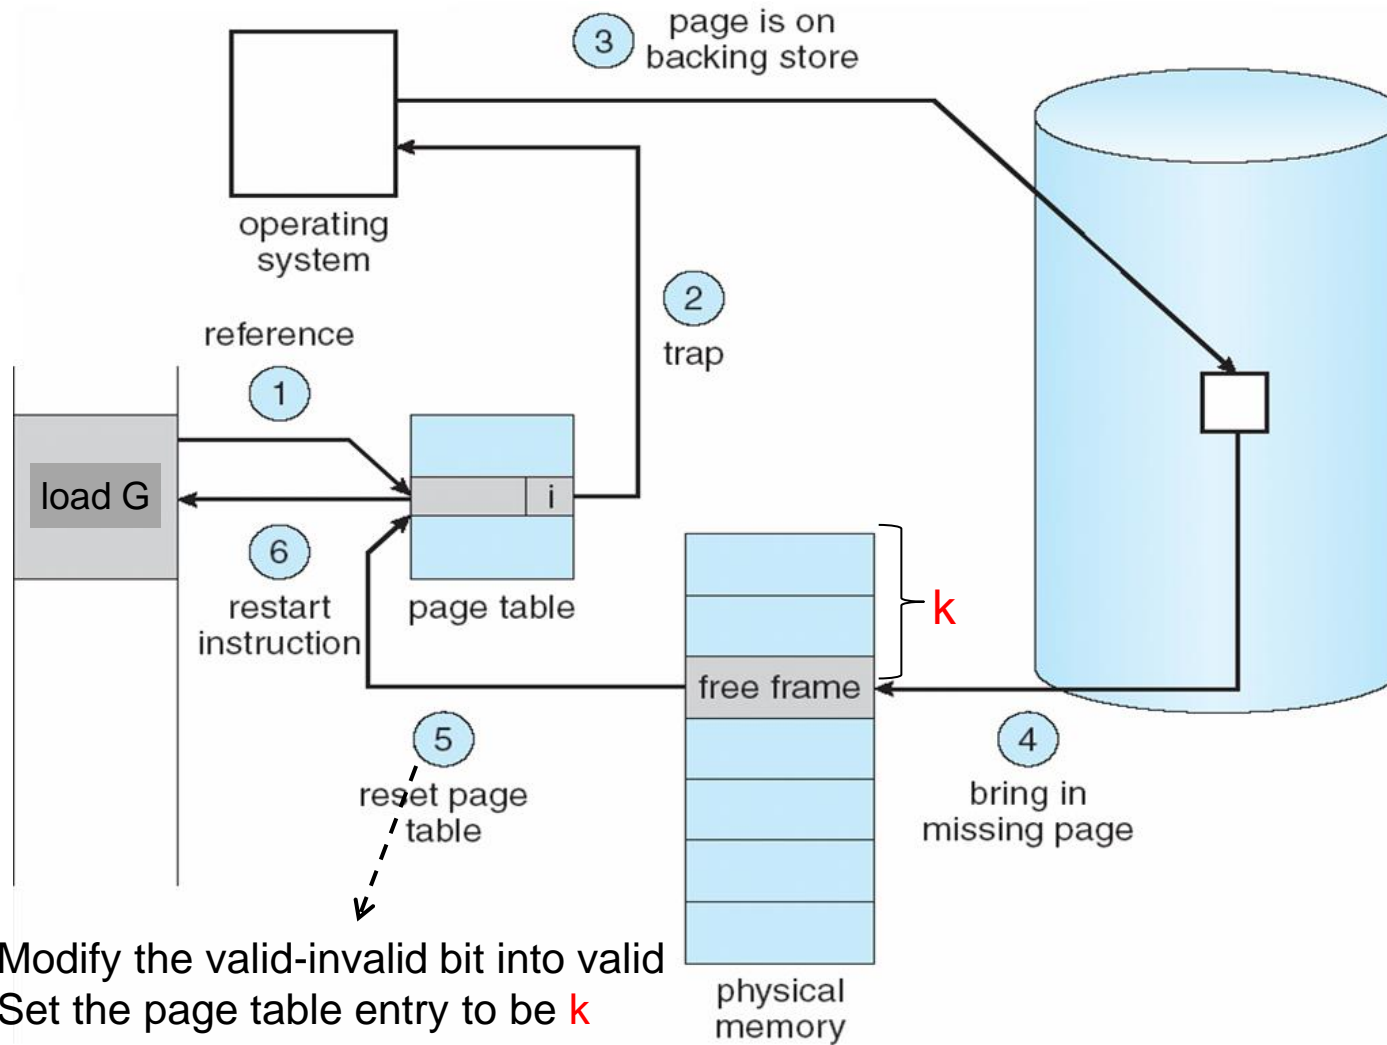 3
page is on
backing store
operating
system
2
trap
reference
1
load G
i
6
restart
instruction
page table
k
free frame
5
reset page
table
4
bring in
missing page
Modify the valid-invalid bit into valid
Set the page table entry to be k
physical
memory